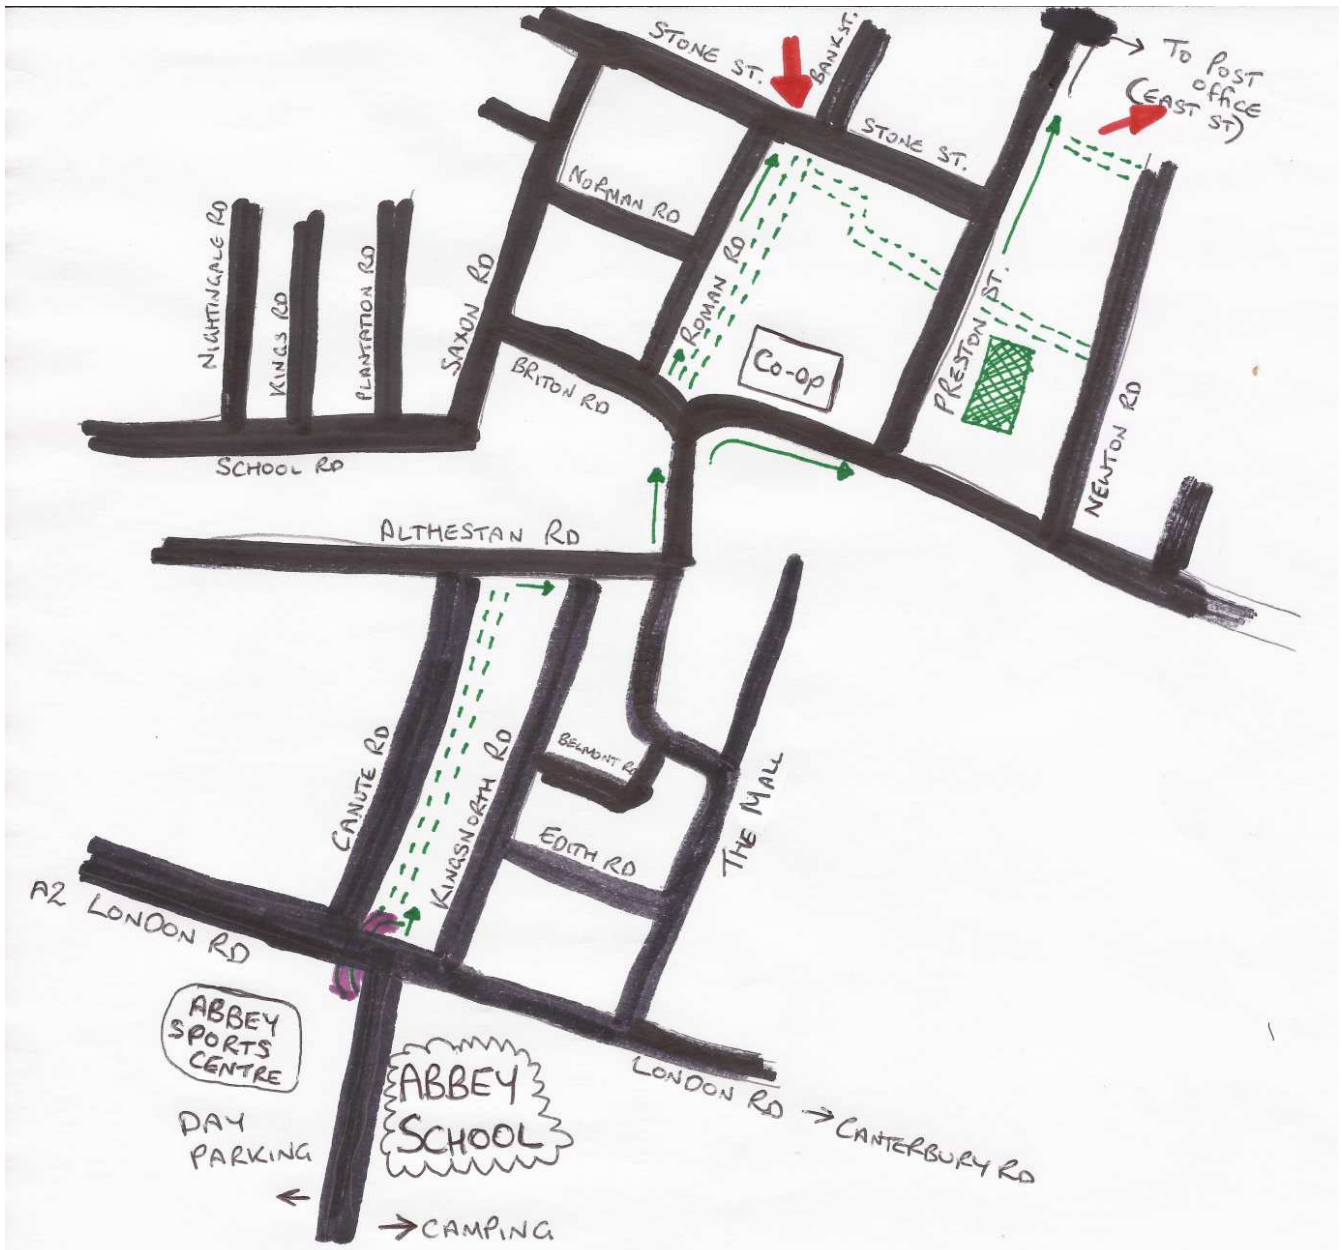 STONE ST.
BANK ST.
TO POST
OFFICE
(EAST ST)
STONE ST.
NORMAN RD
NIGHTINGALE RD
KINGS RD
PLANTATION RD
SAXON RD
ROMAN RD
PRESTON ST.
CO-OP
BRITON RD
NEWTON RD
SCHOOL RD
ALTHESTAN RD
CANUTE RD
KINGSNORTH RD
BELMONT RD
EDITH RD
THE MALL
A2 LONDON RD
ABBEY
SPORTS
CENTRE
ABBEY
SCHOOL
LONDON RD → CANTERBURY RD
DAY
PARKING
←
→ CAMPING